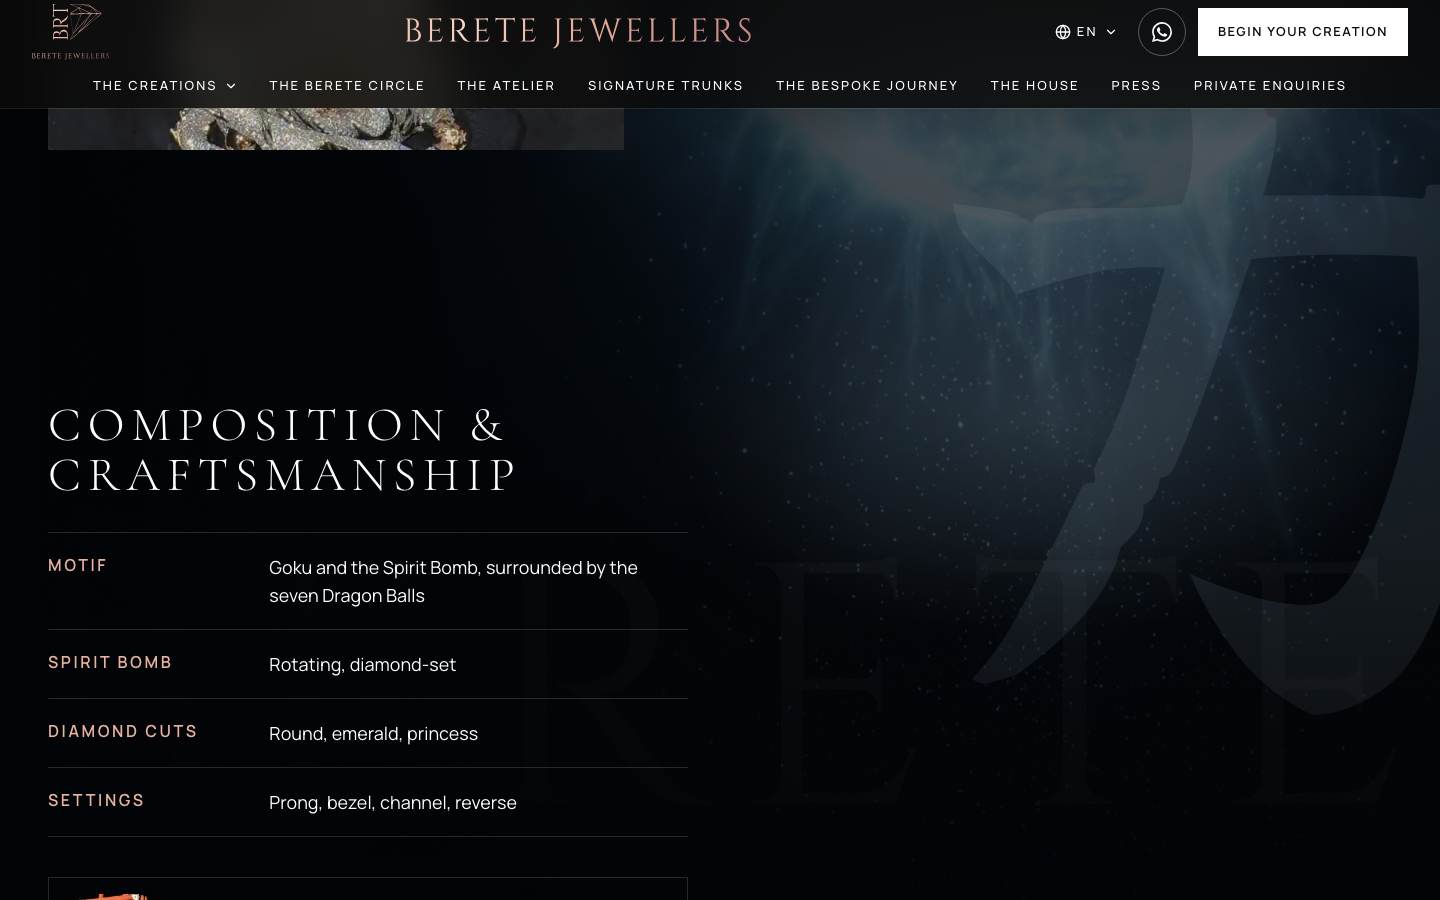 BRT
BERETE JEWELLERS
BERETE JEWELLERS
EN
BEGIN YOUR CREATION
THE CREATIONS
THE BERETE CIRCLE
THE ATELIER
SIGNATURE TRUNKS
THE BESPOKE JOURNEY
THE HOUSE
PRESS
PRIVATE ENQUIRIES
COMPOSITION &
CRAFTSMANSHIP
MOTIF
Goku and the Spirit Bomb, surrounded by the
seven Dragon Balls
SPIRIT BOMB
Rotating, diamond-set
DIAMOND CUTS
Round, emerald, princess
SETTINGS
Prong, bezel, channel, reverse
RETE